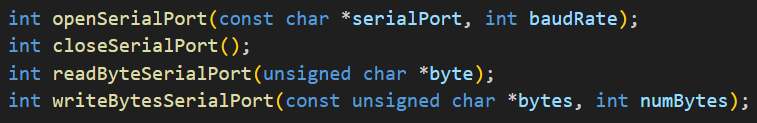 int openSerialPort(const char *serialPort, int baudRate);
int closeSerialPort();
int readByteSerialPort(unsigned char *byte);
int writeBytesSerialPort(const unsigned char *bytes, int numBytes);